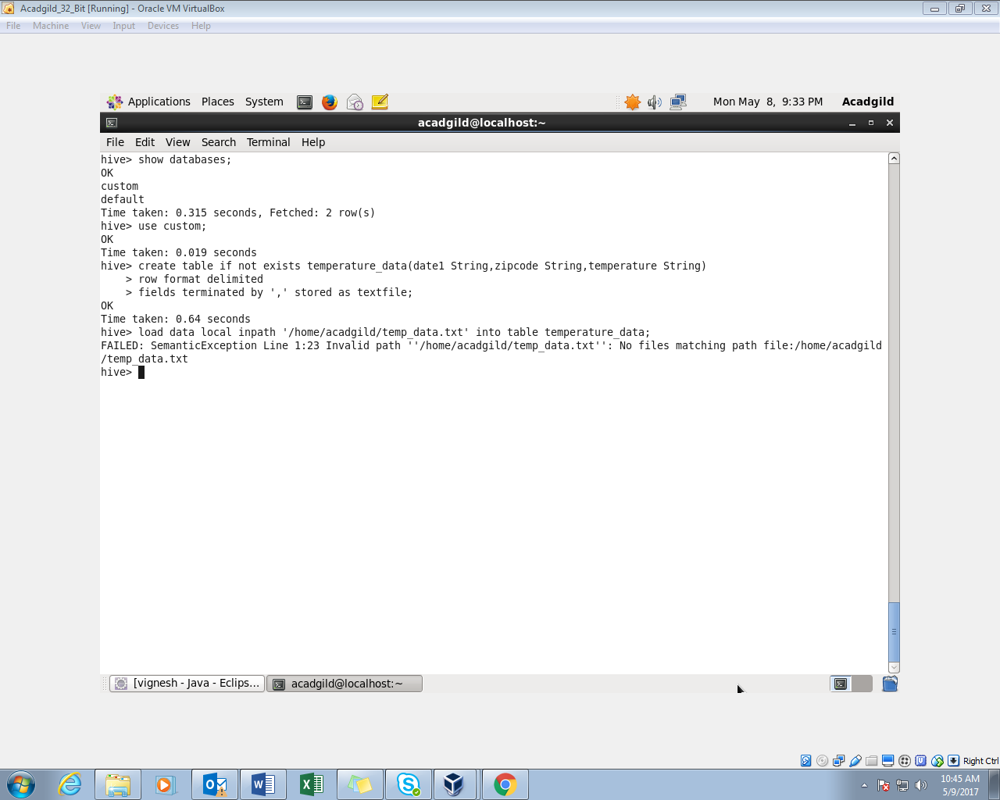 Acadgild_32_Bit [Running] - Oracle VM VirtualBox
File Machine View Input Devices Help
Applications Places System Mon May 8, 9:33 PM Acadgild
acadgild@localhost:~
File Edit View Search Terminal Help
hive> show databases;
OK
custom
default
Time taken: 0.315 seconds, Fetched: 2 row(s)
hive> use custom;
OK
Time taken: 0.019 seconds
hive> create table if not exists temperature_data(date1 String,zipcode String,temperature String)
    > row format delimited
    > fields terminated by ',' stored as textfile;
OK
Time taken: 0.64 seconds
hive> load data local inpath '/home/acadgild/temp_data.txt' into table temperature_data;
FAILED: SemanticException Line 1:23 Invalid path ''/home/acadgild/temp_data.txt'': No files matching path file:/home/acadgild
/temp_data.txt
hive>
[vignesh - Java - Eclips... acadgild@localhost:~
Right Ctrl
10:45 AM
5/9/2017